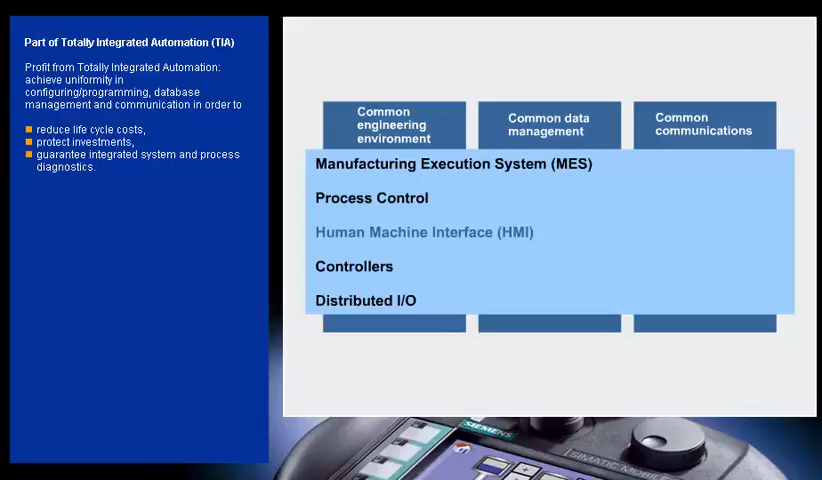 Part of Totally Integrated Automation (TIA)
Profit from Totally Integrated Automation:
achieve uniformity in
configuring/programming, database
management and communication in order to
reduce life cycle costs,
protect investments,
guarantee integrated system and process
diagnostics.
Common
engineering
environment
Common data
management
Common
communications
Manufacturing Execution System (MES)
Process Control
Human Machine Interface (HMI)
Controllers
Distributed I/O
SIEMENS
SIMATIC MOBILE